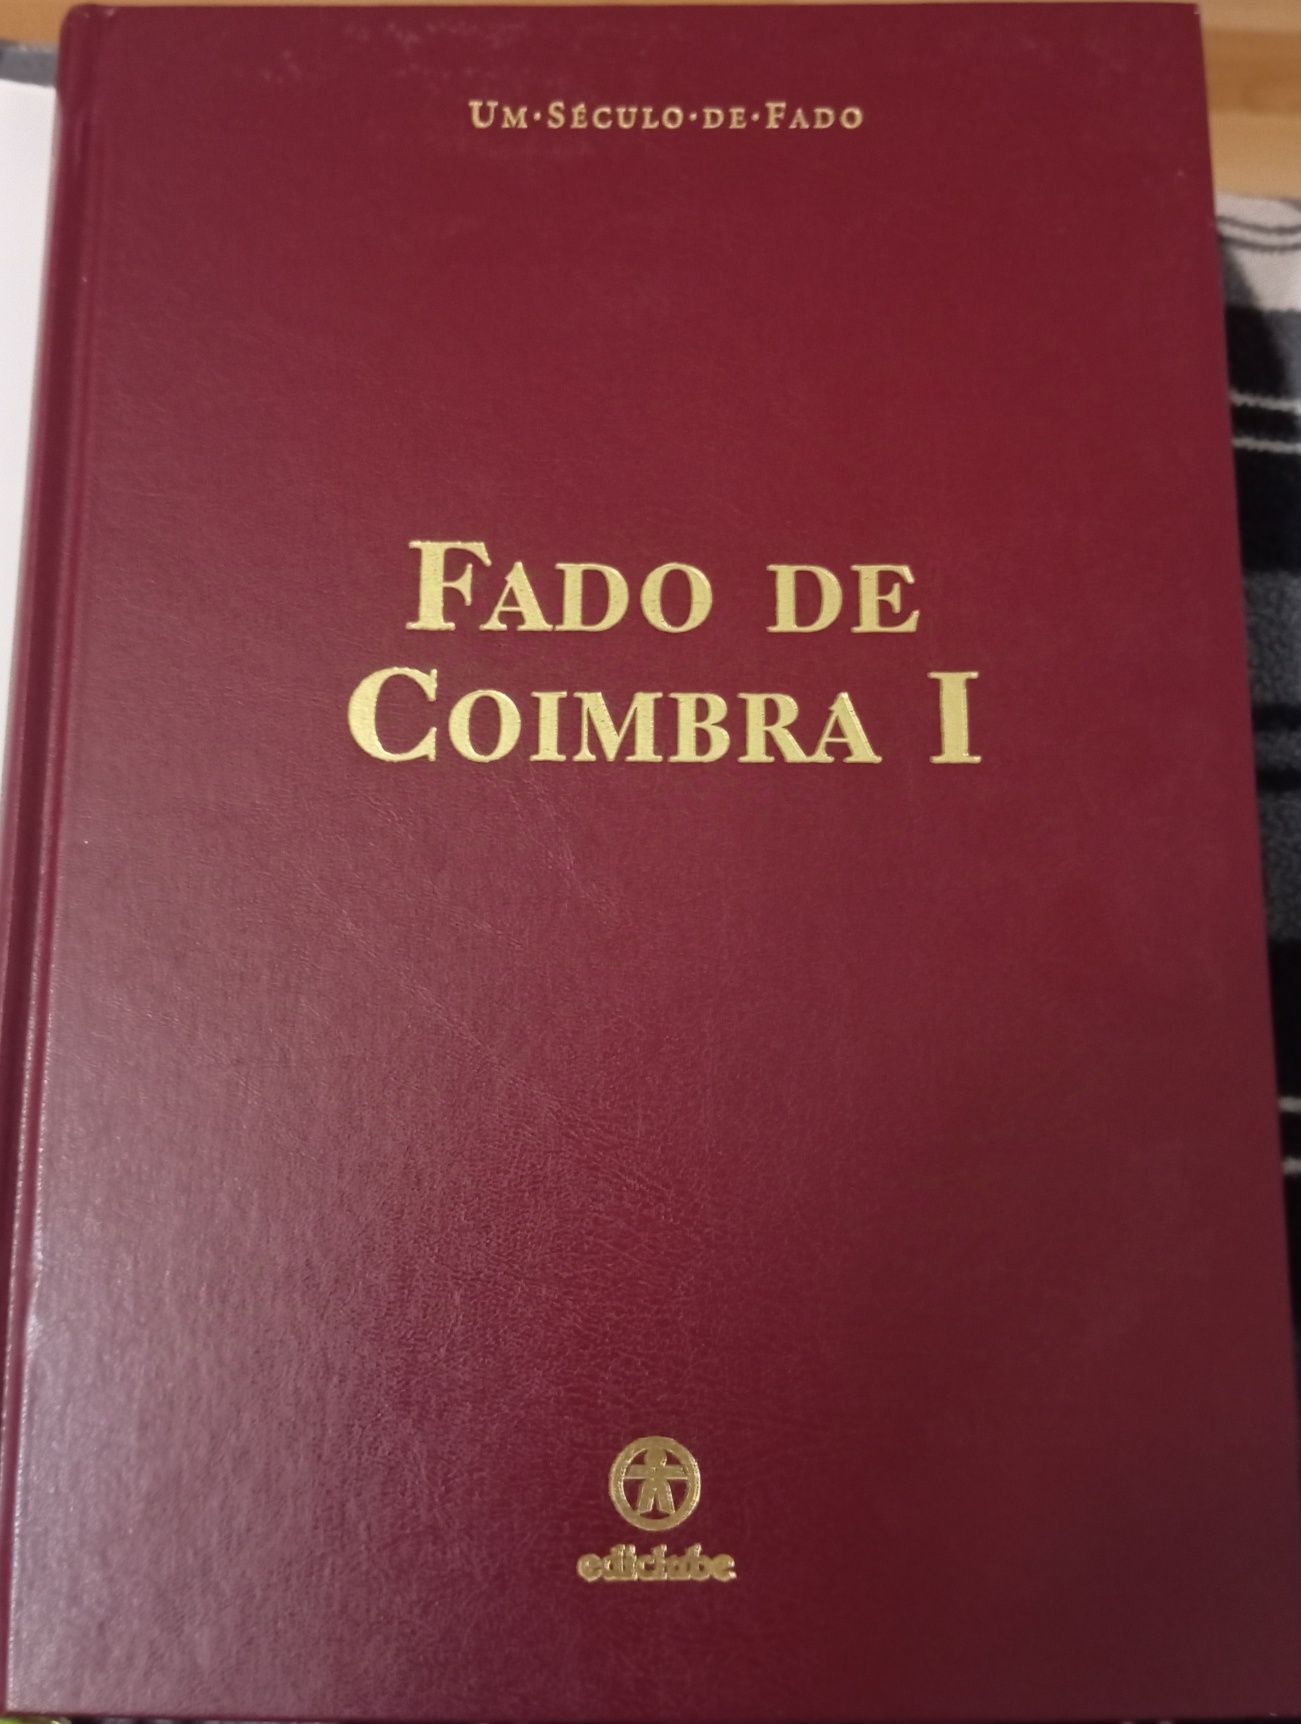 UM·SÉCULO·DE·FADO
FADO DE
COIMBRA I
ediclube